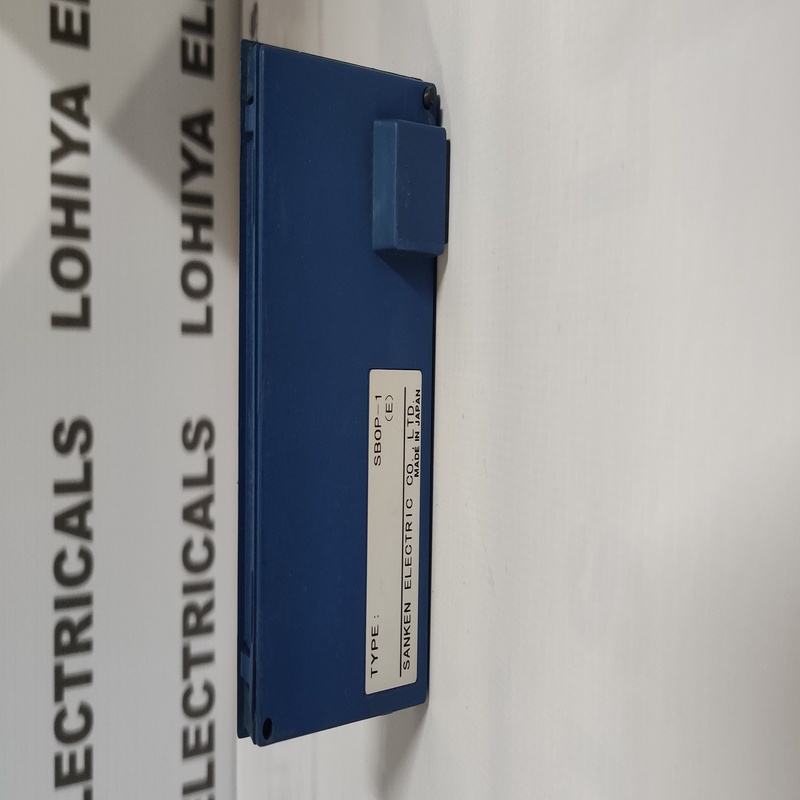 LOHIYA EL
ELECTRICALS
LOHIYA EL
ELECTRICALS
TYPE: SBOP-1
(E)
SANKEN ELECTRIC CO., LTD.
MADE IN JAPAN